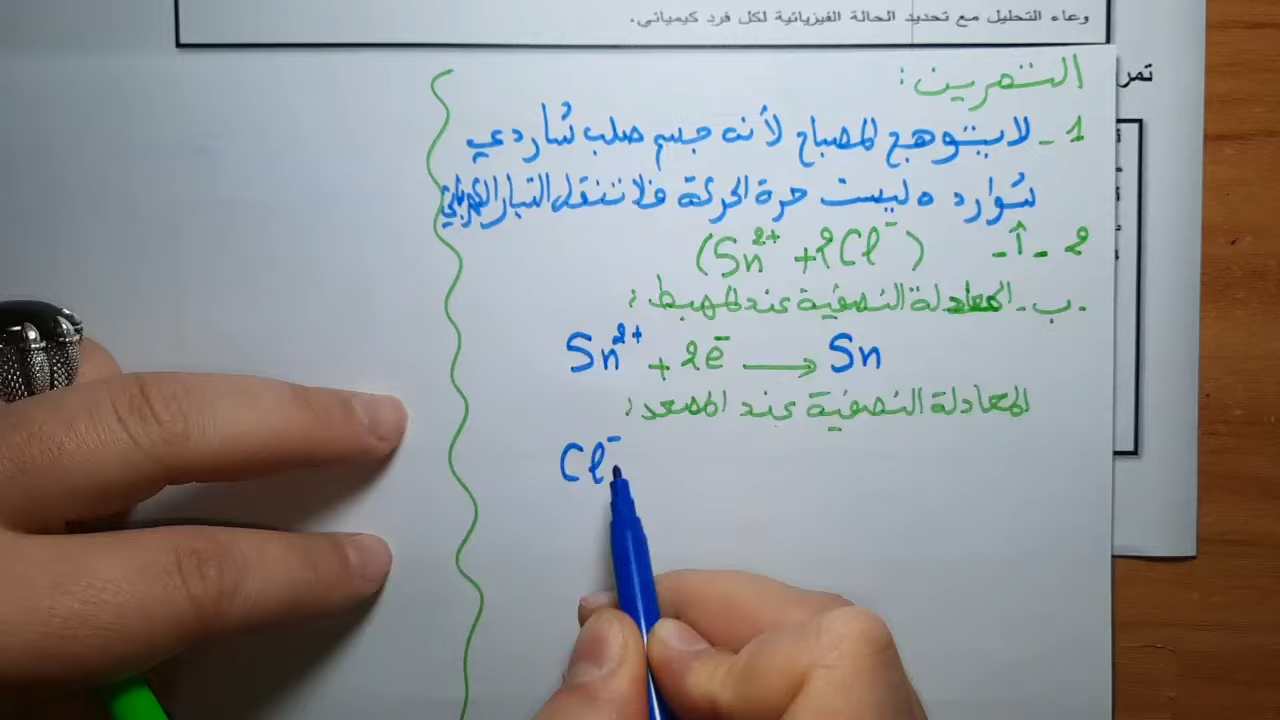 وعاء التحليل مع تحديد الحالة الفيزيائية لكل فرد كيميائي.
تمر
التمرين:
1- لا يتوهج المصباح لأنه جسم صلب شاردي
شوارده ليست حرة الحركة فلا تنقل التيار الكهربائي
2- أ- (Sn²⁺ + 2Cl⁻)
ب- المعادلة النصفية عند المهبط:
Sn²⁺ + 2e⁻ → Sn
المعادلة النصفية عند المصعد:
Cl⁻